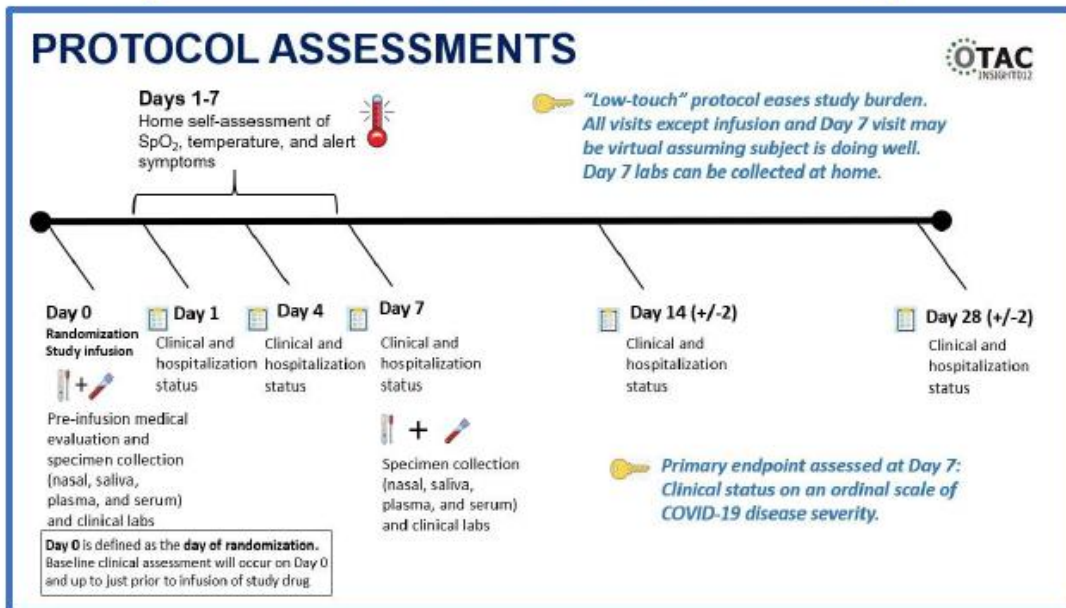 PROTOCOL ASSESSMENTS
OTAC
INSIGHT012
Days 1-7
Home self-assessment of
SpO₂, temperature, and alert
symptoms
"Low-touch" protocol eases study burden.
All visits except infusion and Day 7 visit may
be virtual assuming subject is doing well.
Day 7 labs can be collected at home.
Day 0
Randomization
Study infusion
+
Pre-infusion medical
evaluation and
specimen collection
(nasal, saliva,
plasma, and serum)
and clinical labs
Day 1
Clinical and
hospitalization
status
Day 4
Clinical and
hospitalization
status
Day 7
Clinical and
hospitalization
status
+
Specimen collection
(nasal, saliva,
plasma, and serum)
and clinical labs
Day 14 (+/-2)
Clinical and
hospitalization
status
Day 28 (+/-2)
Clinical and
hospitalization
status
Primary endpoint assessed at Day 7:
Clinical status on an ordinal scale of
COVID-19 disease severity.
Day 0 is defined as the day of randomization.
Baseline clinical assessment will occur on Day 0
and up to just prior to infusion of study drug